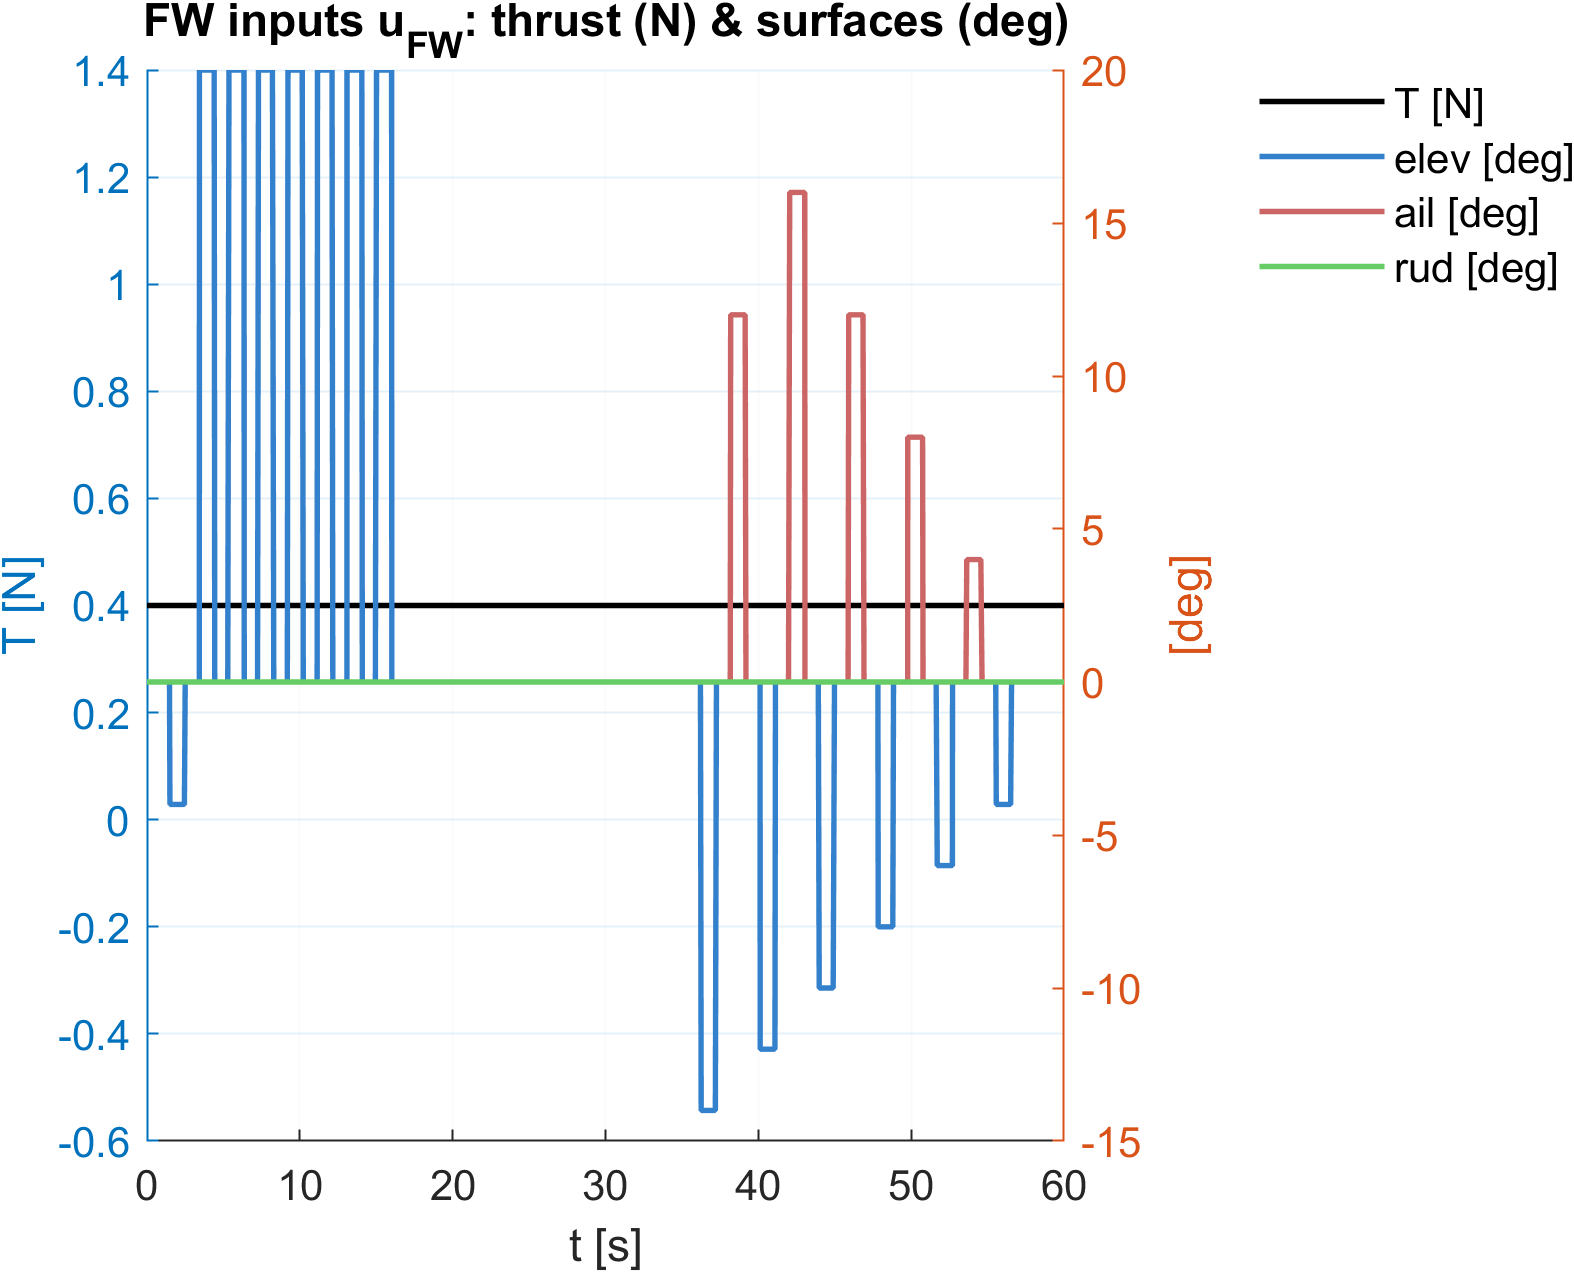 FW inputs u_FW: thrust (N) & surfaces (deg)
T [N]
elev [deg]
ail [deg]
rud [deg]
1.4
1.2
1
0.8
0.6
0.4
0.2
0
-0.2
-0.4
-0.6
T [N]
20
15
10
5
0
-5
-10
-15
[deg]
0 10 20 30 40 50 60
t [s]